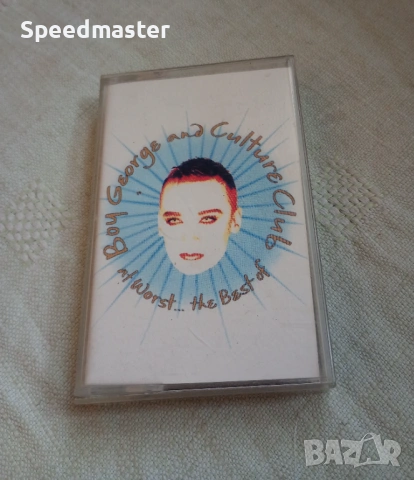 Speedmaster
Boy George and Culture Club
at Worst... the Best of
BAZAR